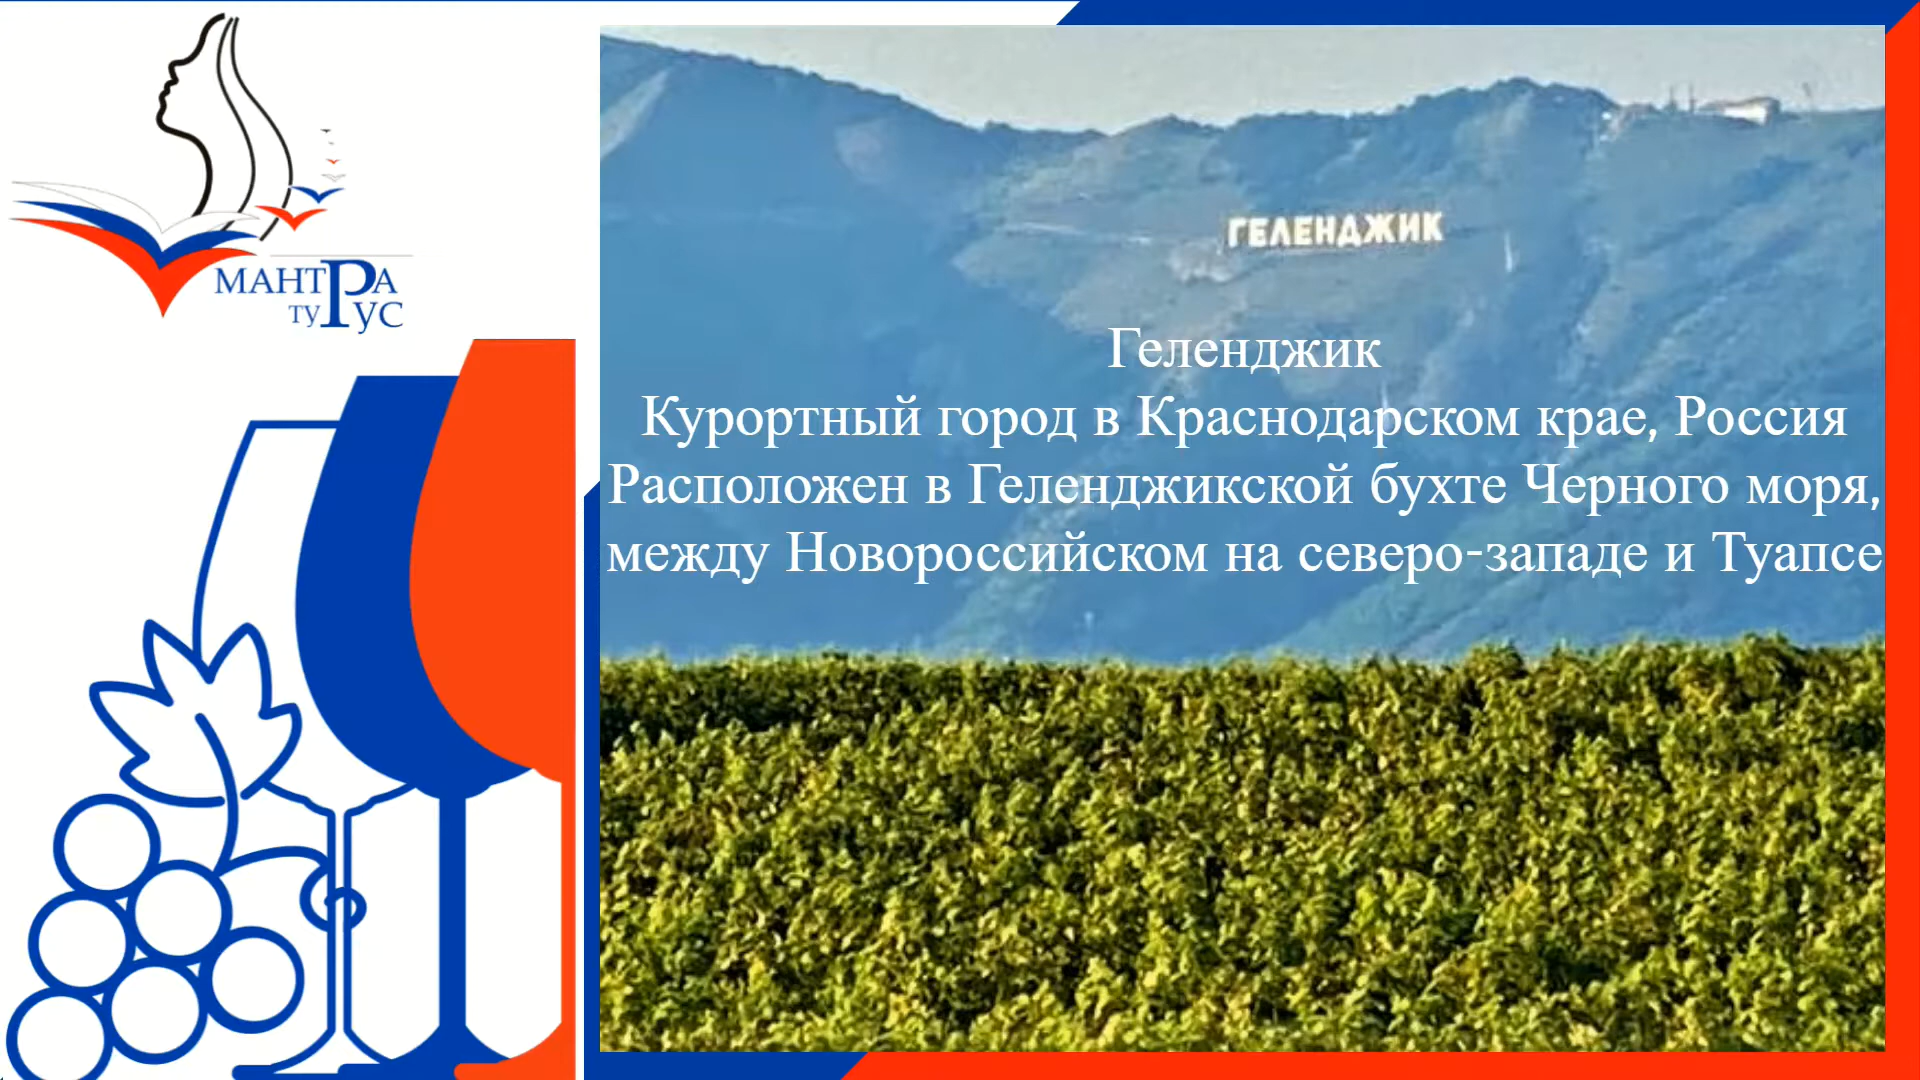 МАНТРА
ТУРУС
ГЕЛЕНДЖИК
Геленджик
Курортный город в Краснодарском крае, Россия
Расположен в Геленджикской бухте Черного моря,
между Новороссийском на северо-западе и Туапсе